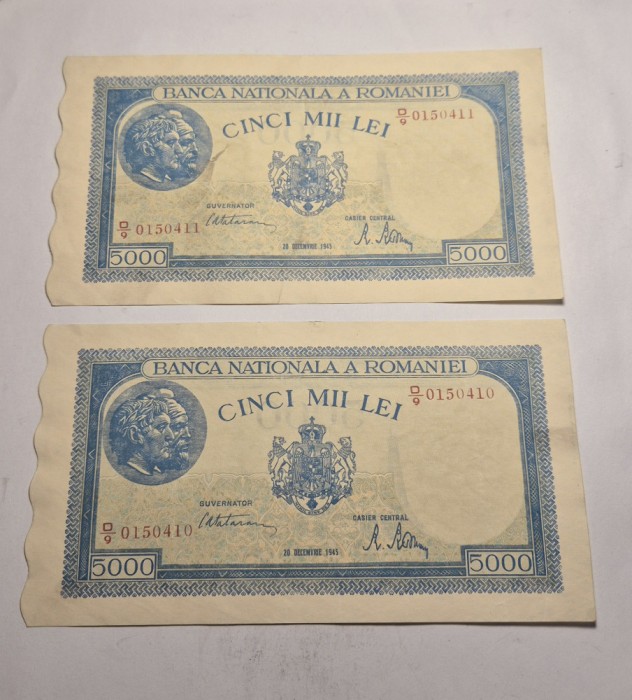 BANCA NATIONALA A ROMANIEI
CINCI MII LEI
D/9 0150411
GUVERNATOR
CASIER CENTRAL
D/9 0150411
20 DECEMVRIE 1945
5000
5000
BANCA NATIONALA A ROMANIEI
CINCI MII LEI
D/9 0150410
GUVERNATOR
CASIER CENTRAL
D/9 0150410
20 DECEMVRIE 1945
5000
5000